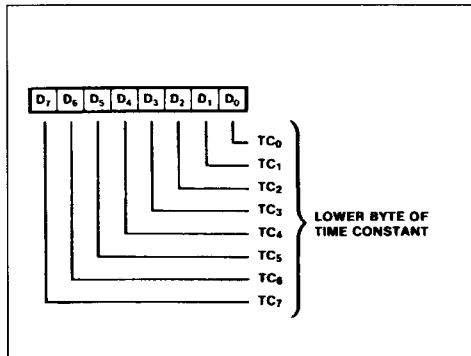 D7 D6 D5 D4 D3 D2 D1 D0
TC0
TC1
TC2
TC3
TC4
TC5
TC6
TC7
LOWER BYTE OF
TIME CONSTANT